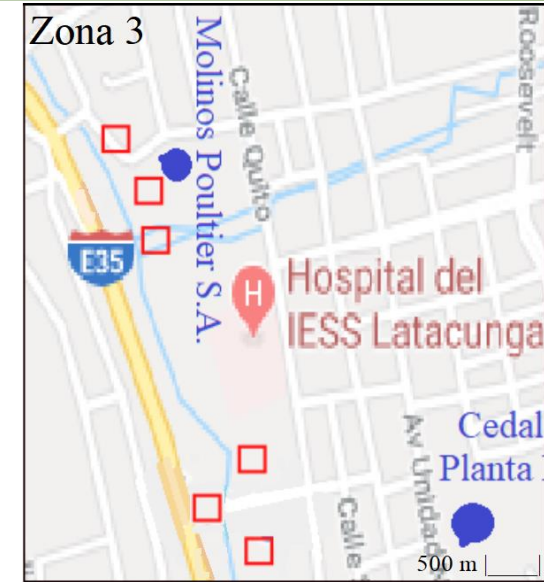 Zona 3
Molinos Poultier S.A.
Calle Quito
Roosevelt
E35
H
Hospital del
IESS Latacunga
Cedal
Planta
Av Unidad
Calle
500 m